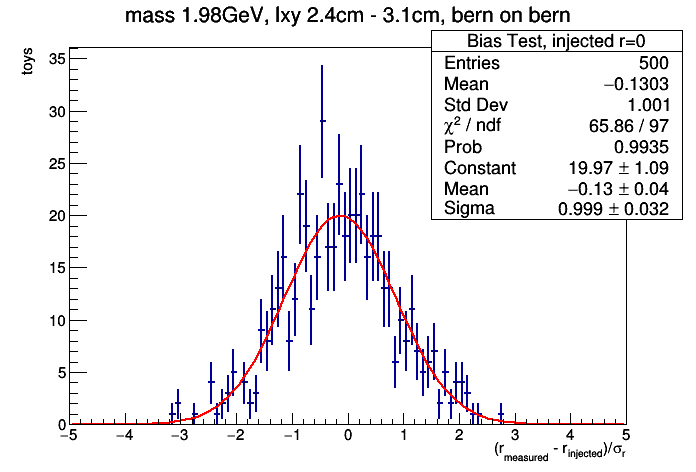 mass 1.98GeV, lxy 2.4cm - 3.1cm, bern on bern
Bias Test, injected r=0
Entries 500
Mean −0.1303
Std Dev 1.001
χ² / ndf 65.86 / 97
Prob 0.9935
Constant 19.97 ± 1.09
Mean −0.13 ± 0.04
Sigma 0.999 ± 0.032
toys
35
30
25
20
15
10
5
0
−5 −4 −3 −2 −1 0 1 2 3 4 5
(r_measured - r_injected)/σ_r